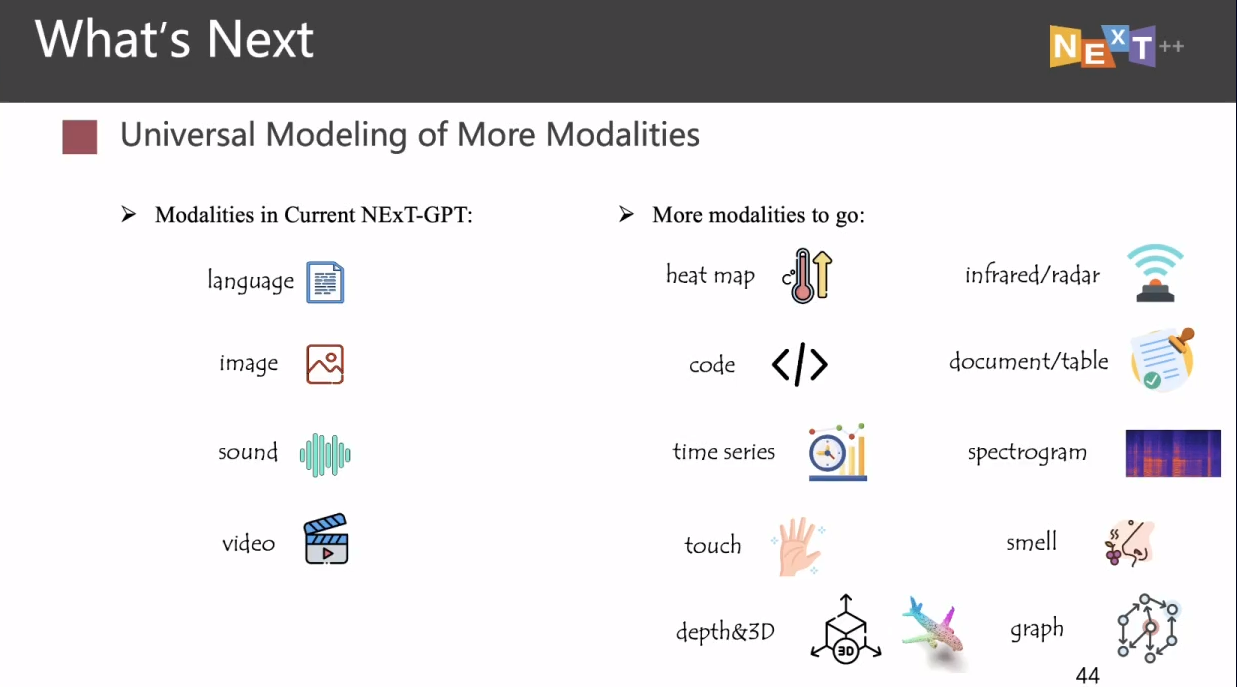 What's Next
NExT++
Universal Modeling of More Modalities
➢ Modalities in Current NExT-GPT:
language
image
sound
video
➢ More modalities to go:
heat map
c°
infrared/radar
code
</>
document/table
time series
spectrogram
touch
smell
depth&3D
3D
graph
44